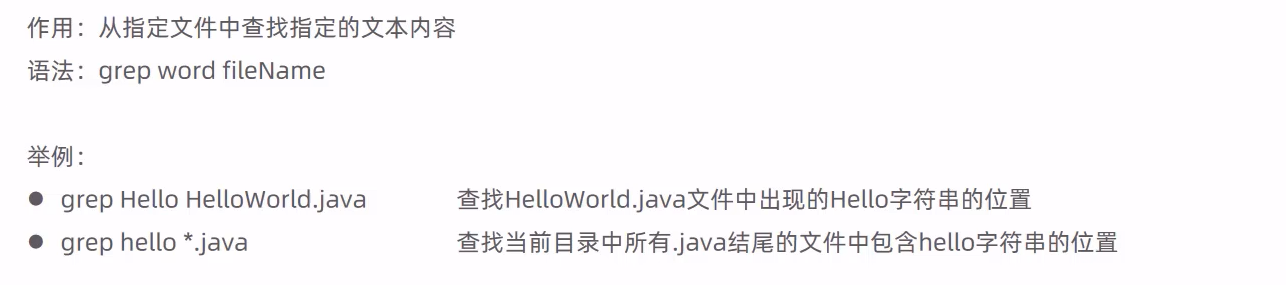 作用：从指定文件中查找指定的文本内容
语法：grep word fileName
举例：
● grep Hello HelloWorld.java 查找HelloWorld.java文件中出现的Hello字符串的位置
● grep hello *.java 查找当前目录中所有.java结尾的文件中包含hello字符串的位置